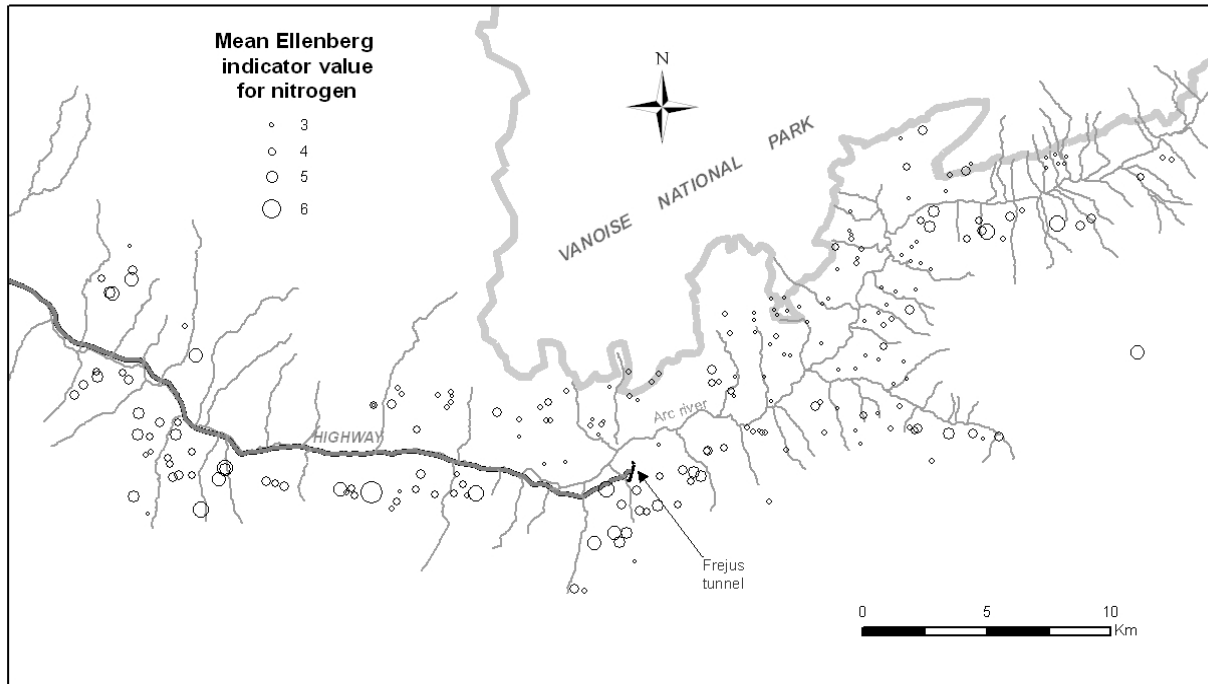 Mean Ellenberg
indicator value
for nitrogen
3
4
5
6
N
VANOISE NATIONAL PARK
Arc river
HIGHWAY
Frejus
tunnel
0 5 10
Km